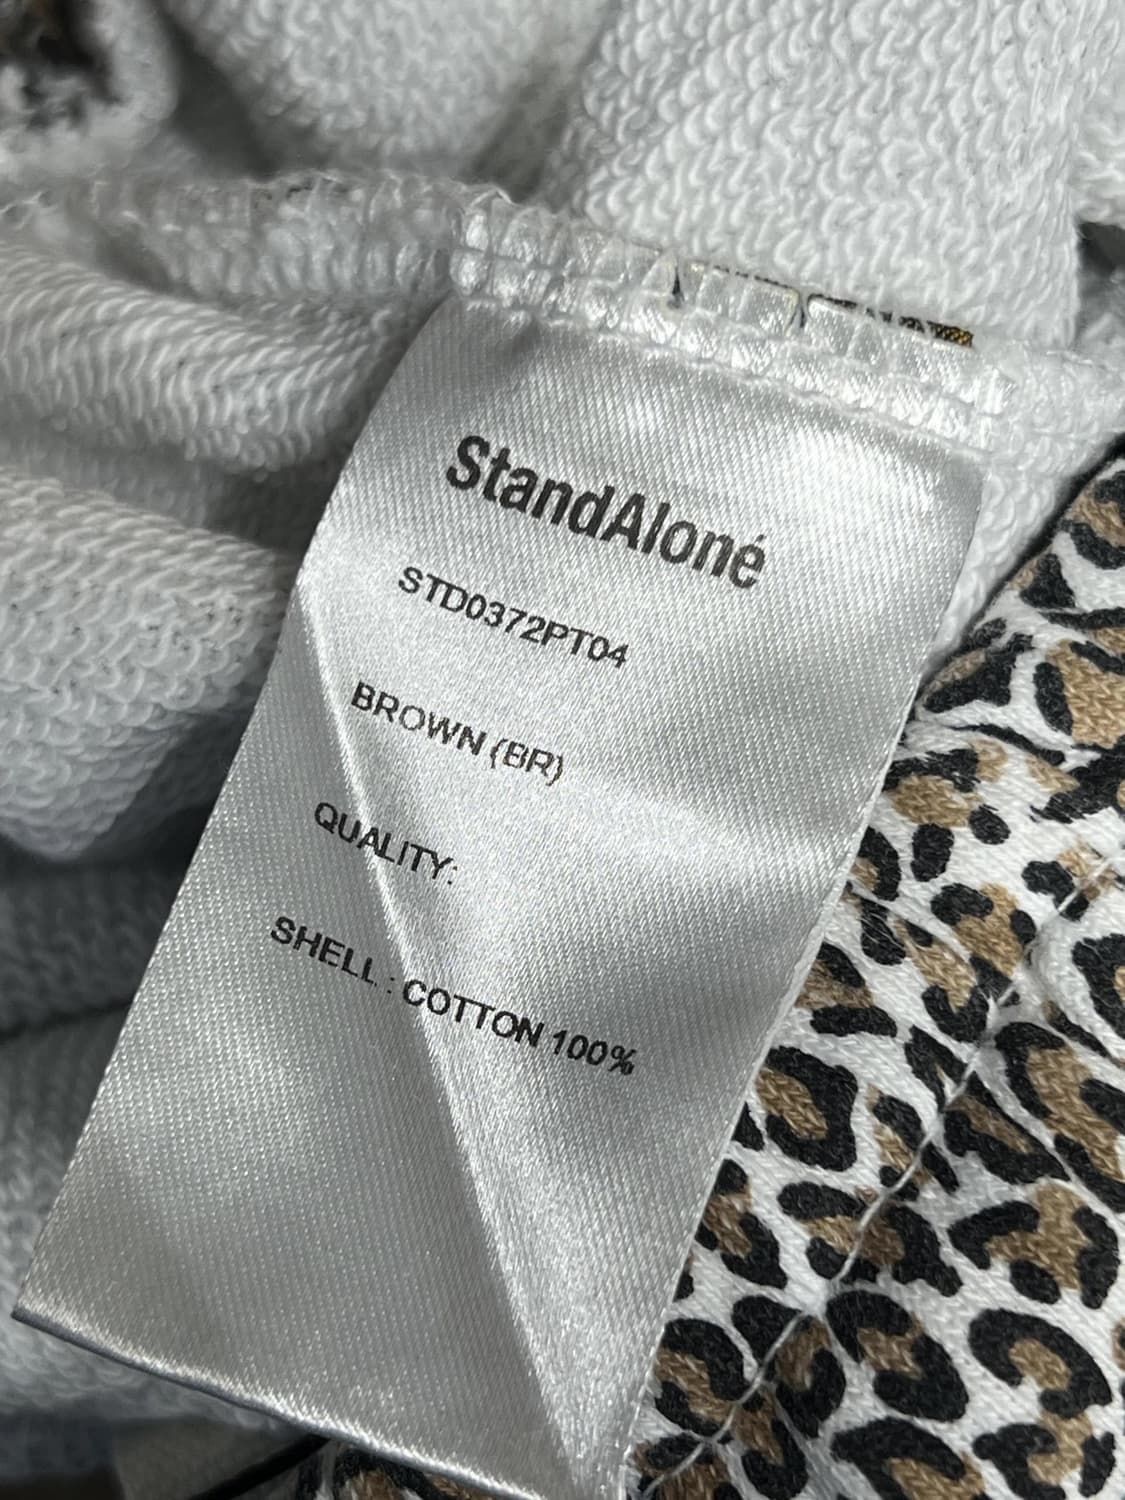 StandAloné
STD0372PT04
BROWN (BR)
QUALITY:
SHELL : COTTON 100%